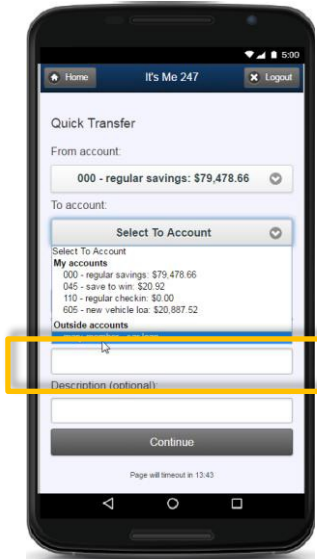 5:00
Home It's Me 247 Logout
Quick Transfer
From account:
000 - regular savings: $79,478.66
To account:
Select To Account
Select To Account
My accounts
000 - regular savings: $79,478.66
045 - save to win: $20.92
110 - regular checkin: $0.00
605 - new vehicle loa: $20,887.52
Outside accounts
Description (optional):
Continue
Page will timeout in 13:43